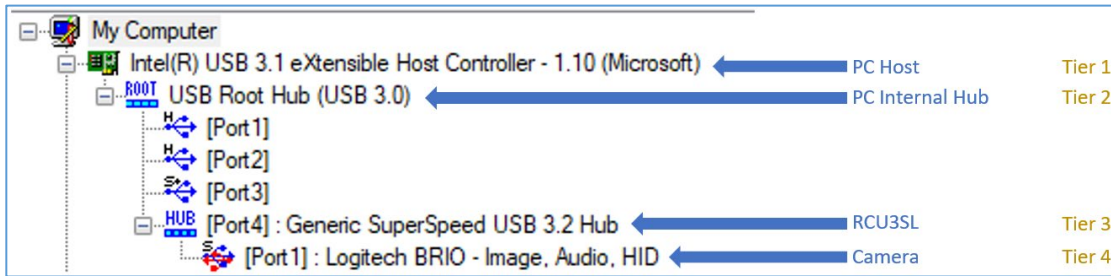 My Computer
Intel(R) USB 3.1 eXtensible Host Controller - 1.10 (Microsoft) PC Host Tier 1
ROOT USB Root Hub (USB 3.0) PC Internal Hub Tier 2
H [Port1]
H [Port2]
S+ [Port3]
HUB [Port4] : Generic SuperSpeed USB 3.2 Hub RCU3SL Tier 3
S [Port1] : Logitech BRIO - Image, Audio, HID Camera Tier 4